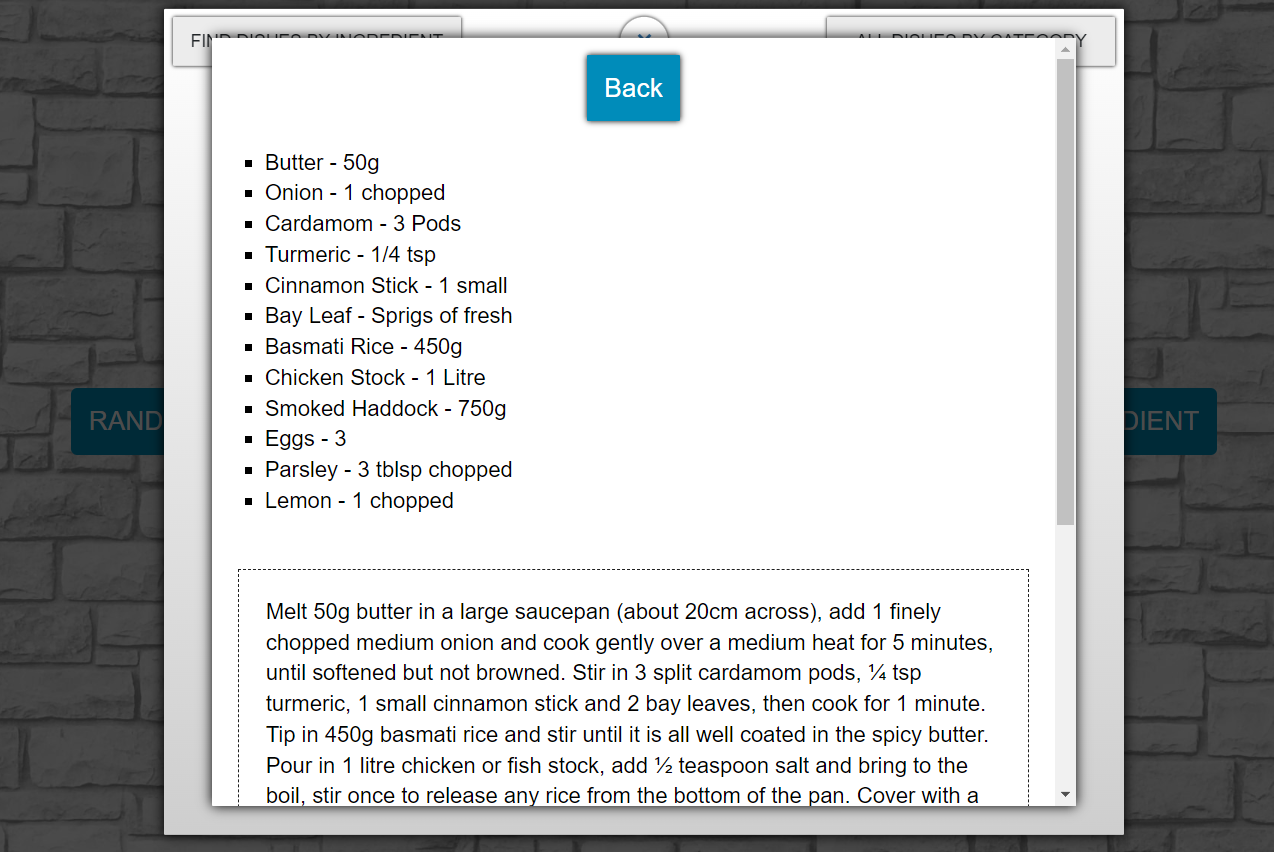 FIND DISHES BY INGREDIENT
ALL DISHES BY CATEGORY
Back
Butter - 50g
Onion - 1 chopped
Cardamom - 3 Pods
Turmeric - 1/4 tsp
Cinnamon Stick - 1 small
Bay Leaf - Sprigs of fresh
Basmati Rice - 450g
Chicken Stock - 1 Litre
Smoked Haddock - 750g
Eggs - 3
Parsley - 3 tblsp chopped
Lemon - 1 chopped
RAND
DIENT
Melt 50g butter in a large saucepan (about 20cm across), add 1 finely
chopped medium onion and cook gently over a medium heat for 5 minutes,
until softened but not browned. Stir in 3 split cardamom pods, ¼ tsp
turmeric, 1 small cinnamon stick and 2 bay leaves, then cook for 1 minute.
Tip in 450g basmati rice and stir until it is all well coated in the spicy butter.
Pour in 1 litre chicken or fish stock, add ½ teaspoon salt and bring to the
boil, stir once to release any rice from the bottom of the pan. Cover with a